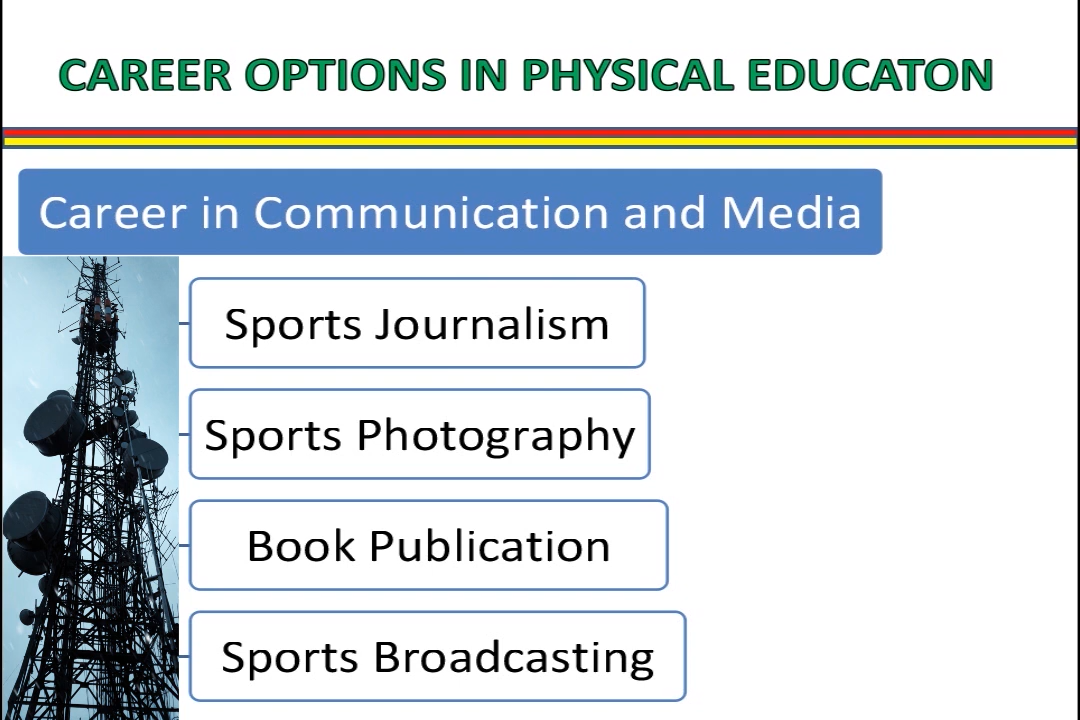 CAREER OPTIONS IN PHYSICAL EDUCATON
Career in Communication and Media
Sports Journalism
Sports Photography
Book Publication
Sports Broadcasting